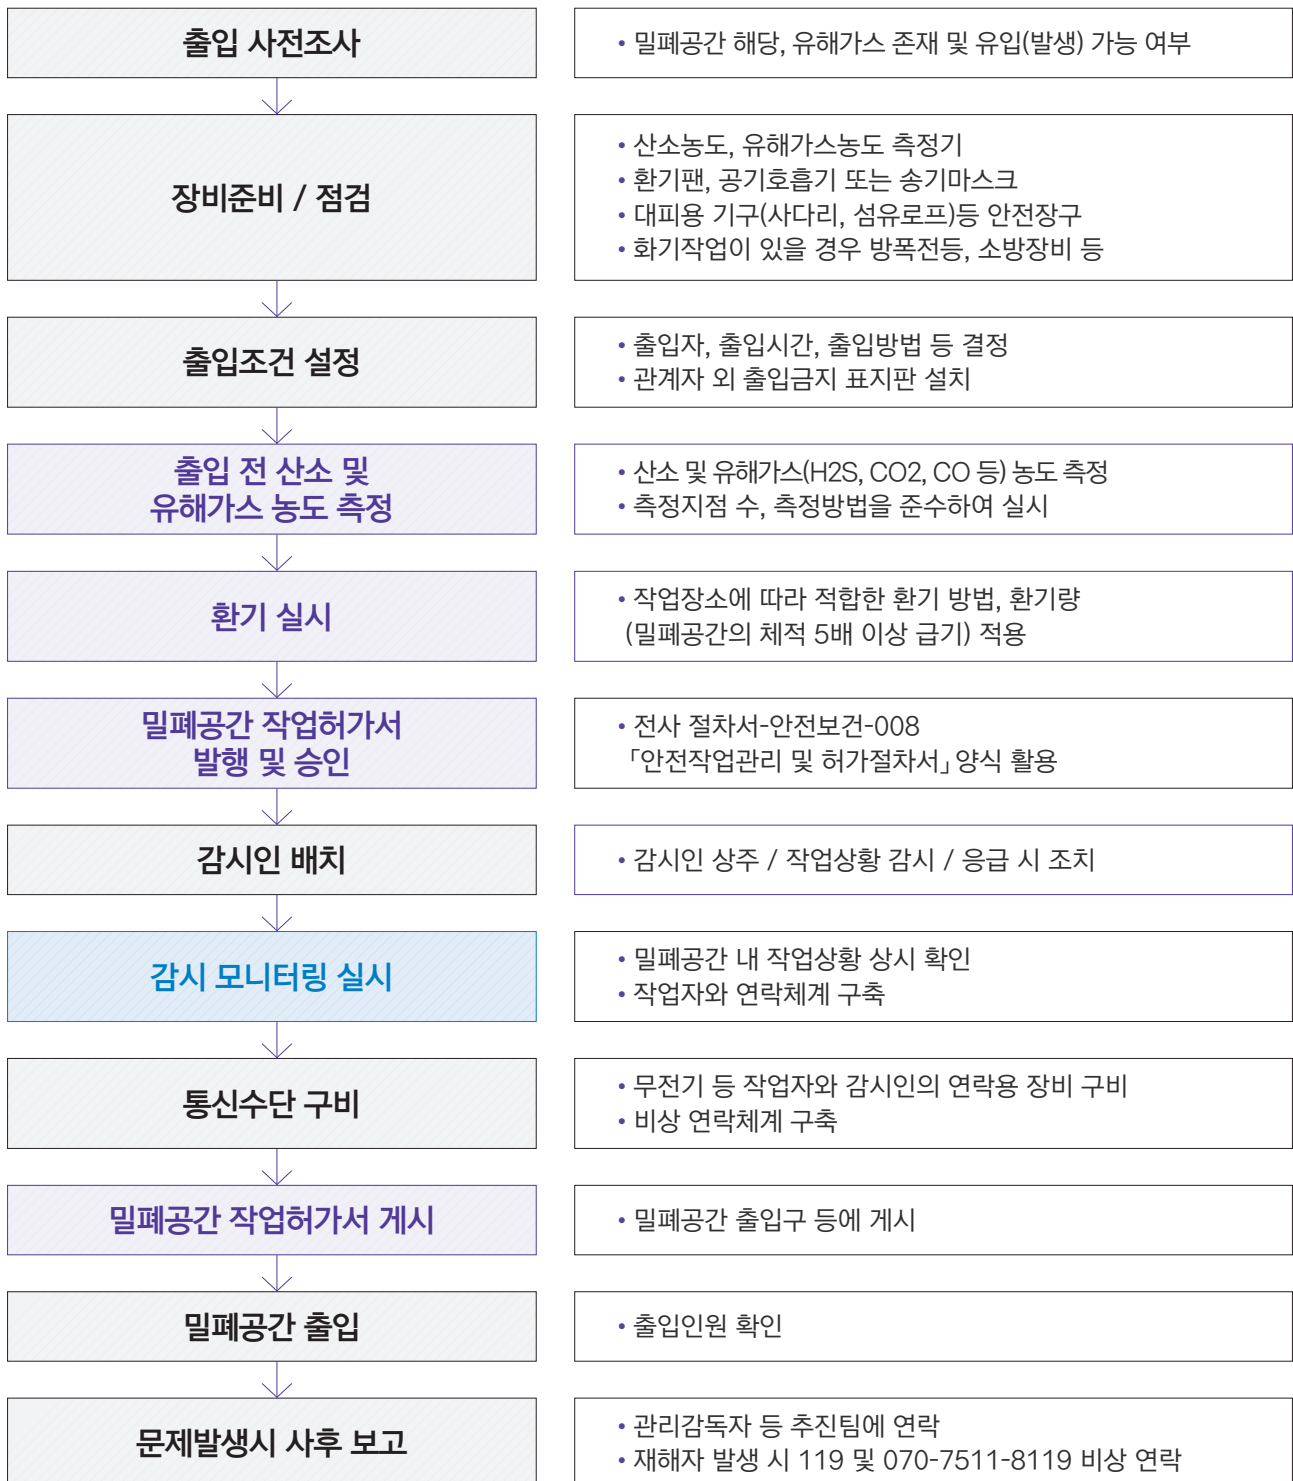 출입 사전조사
• 밀폐공간 해당, 유해가스 존재 및 유입(발생) 가능 여부
장비준비 / 점검
• 산소농도, 유해가스농도 측정기
• 환기팬, 공기호흡기 또는 송기마스크
• 대피용 기구(사다리, 섬유로프)등 안전장구
• 화기작업이 있을 경우 방폭전등, 소방장비 등
출입조건 설정
• 출입자, 출입시간, 출입방법 등 결정
• 관계자 외 출입금지 표지판 설치
출입 전 산소 및
유해가스 농도 측정
• 산소 및 유해가스(H2S, CO2, CO 등) 농도 측정
• 측정지점 수, 측정방법을 준수하여 실시
환기 실시
• 작업장소에 따라 적합한 환기 방법, 환기량
(밀폐공간의 체적 5배 이상 급기) 적용
밀폐공간 작업허가서
발행 및 승인
• 전사 절차서-안전보건-008
「안전작업관리 및 허가절차서」 양식 활용
감시인 배치
• 감시인 상주 / 작업상황 감시 / 응급 시 조치
감시 모니터링 실시
• 밀폐공간 내 작업상황 상시 확인
• 작업자와 연락체계 구축
통신수단 구비
• 무전기 등 작업자와 감시인의 연락용 장비 구비
• 비상 연락체계 구축
밀폐공간 작업허가서 게시
• 밀폐공간 출입구 등에 게시
밀폐공간 출입
• 출입인원 확인
문제발생시 사후 보고
• 관리감독자 등 추진팀에 연락
• 재해자 발생 시 119 및 070-7511-8119 비상 연락